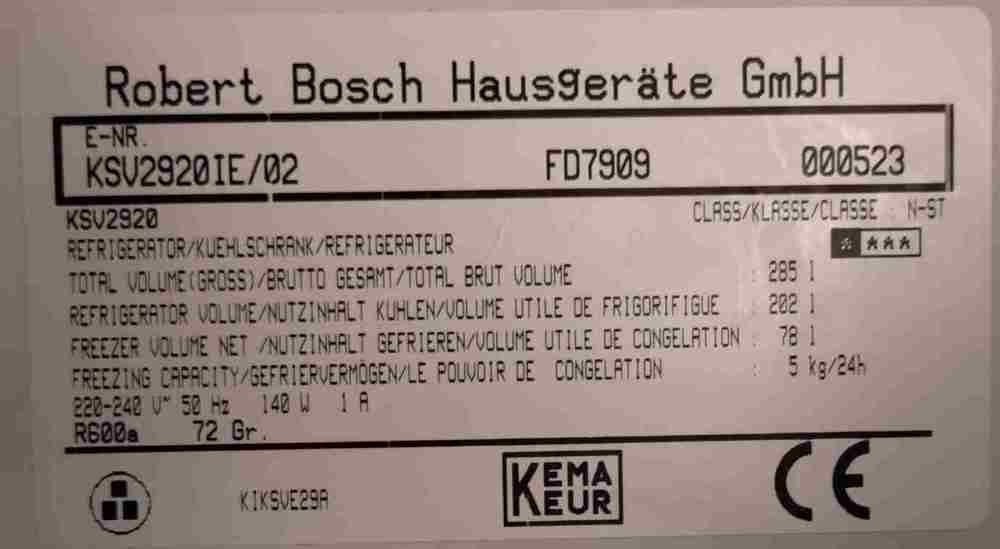 Robert Bosch Hausgeräte GmbH
E-NR.
KSV2920IE/02 FD7909 000523
KSV2920 CLASS/KLASSE/CLASSE : N-ST
REFRIGERATOR/KUEHLSCHRANK/REFRIGERATEUR * ***
TOTAL VOLUME(GROSS)/BRUTTO GESAMT/TOTAL BRUT VOLUME : 285 l
REFRIGERATOR VOLUME/NUTZINHALT KUHLEN/VOLUME UTILE DE FRIGORIFIGUE : 202 l
FREEZER VOLUME NET /NUTZINHALT GEFRIEREN/VOLUME UTILE DE CONGELATION : 78 l
FREEZING CAPACITY/GEFRIERVERMÖGEN/LE POUVOIR DE CONGELATION : 5 kg/24h
220-240 V~ 50 Hz 140 W 1 A
R600a 72 Gr.
KIKSVE29A KEMA KEUR CE